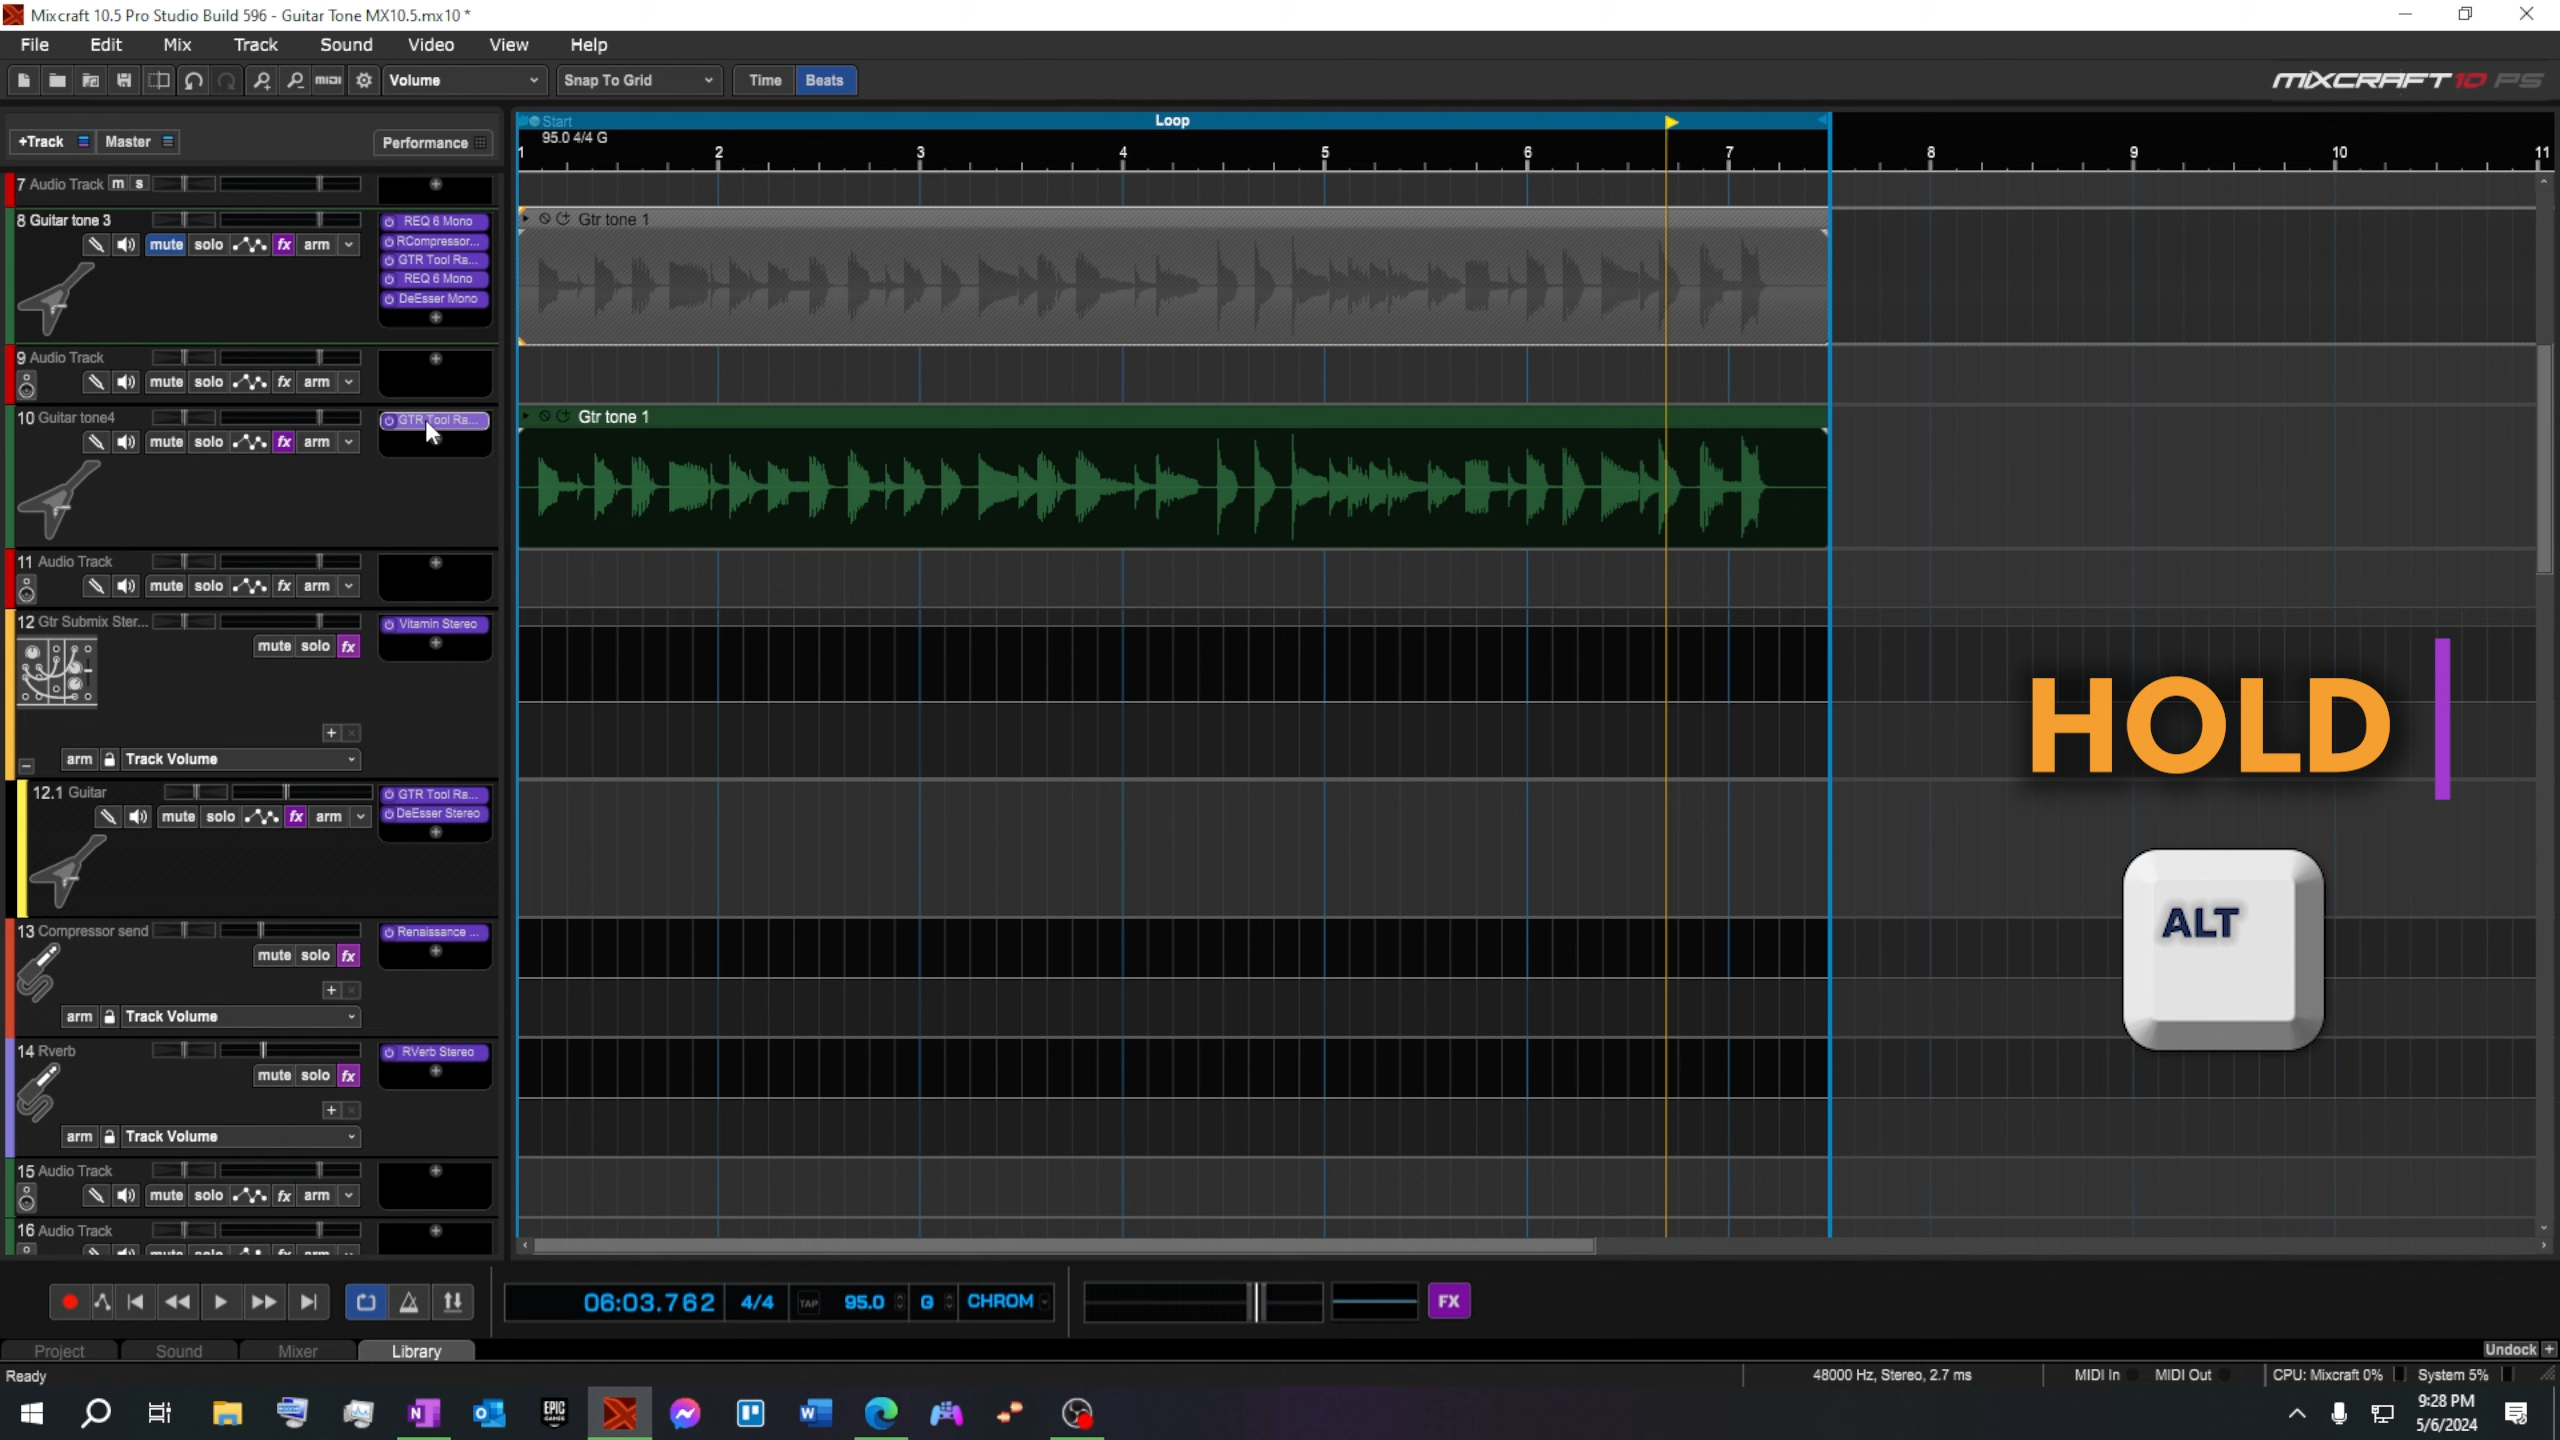 Mixcraft 10.5 Pro Studio Build 596 - Guitar Tone MX10.5.mx10 *
File Edit Mix Track Sound Video View Help
MIDI Volume Snap To Grid Time Beats
MIXCRAFT 10 PS
+Track Master Performance
Start Loop
95.0 4/4 G
1 2 3 4 5 6 7 8 9 10 11
7 Audio Track m s
8 Guitar tone 3
mute solo fx arm
REQ 6 Mono
RCompressor...
GTR Tool Ra...
REQ 6 Mono
DeEsser Mono
Gtr tone 1
9 Audio Track
mute solo fx arm
10 Guitar tone4
mute solo fx arm
GTR Tool Ra...
Gtr tone 1
11 Audio Track
mute solo fx arm
12 Gtr Submix Ster...
mute solo fx
Vitamin Stereo
arm Track Volume
12.1 Guitar
mute solo fx arm
GTR Tool Ra...
DeEsser Stereo
13 Compressor send
mute solo fx
Renaissance ...
arm Track Volume
14 Rverb
mute solo fx
RVerb Stereo
arm Track Volume
15 Audio Track
mute solo fx arm
16 Audio Track
mute solo fx arm
HOLD
ALT
06:03.762 4/4 TAP 95.0 G CHROM
FX
Project Sound Mixer Library
Undock +
Ready
48000 Hz, Stereo, 2.7 ms MIDI In MIDI Out CPU: Mixcraft 0% System 5%
EPIC GAMES
9:28 PM
5/6/2024